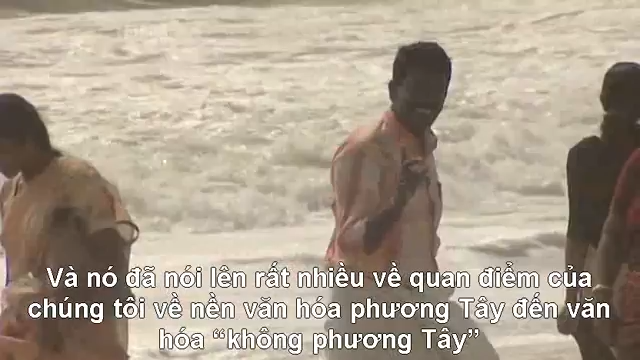 Và nó đã nói lên rất nhiều về quan điểm của
chúng tôi về nền văn hóa phương Tây đến văn
hóa “không phương Tây”